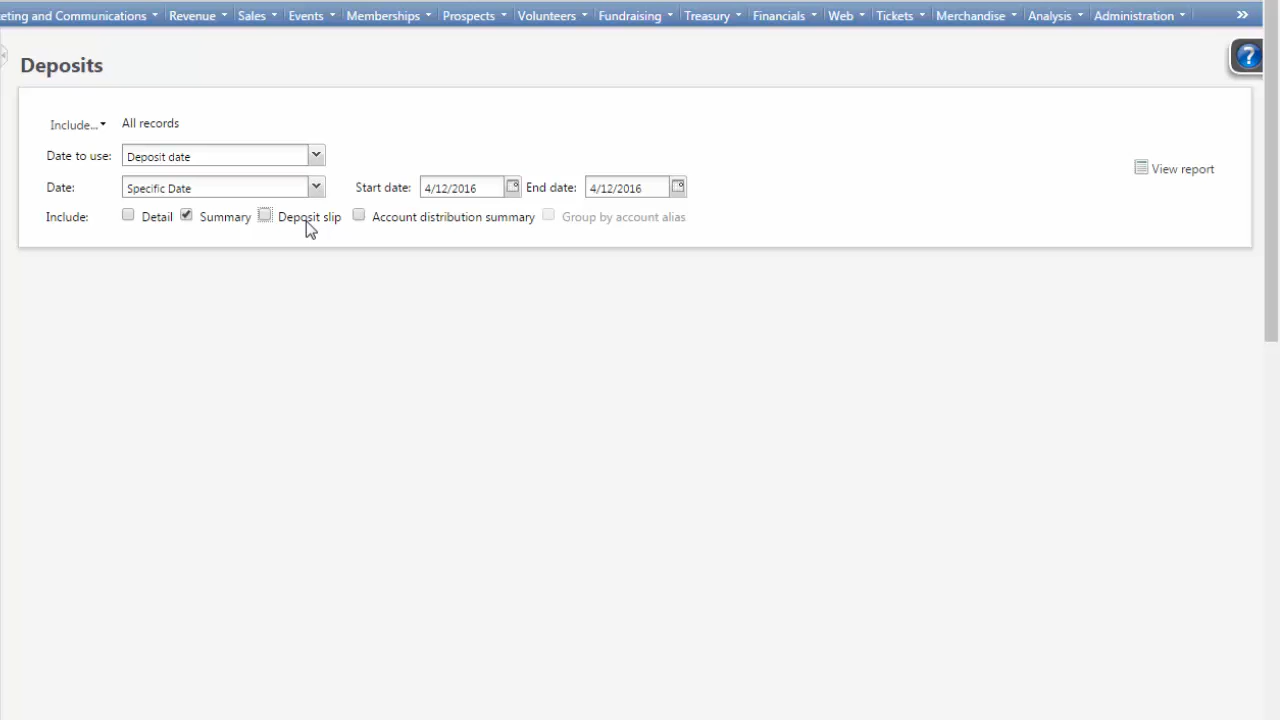 eting and Communications Revenue Sales Events Memberships Prospects Volunteers Fundraising Treasury Financials Web Tickets Merchandise Analysis Administration »
Deposits ?
Include... All records
Date to use: Deposit date
View report
Date: Specific Date Start date: 4/12/2016 End date: 4/12/2016
Include: Detail Summary Deposit slip Account distribution summary Group by account alias